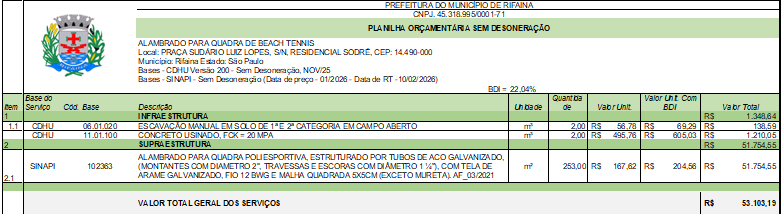 PREFEITURA DO MUNICÍPIO DE RIFAINA
CNPJ. 45.318.995/0001-71
PLANILHA ORÇAMENTÁRIA SEM DESONERAÇÃO
ALAMBRADO PARA QUADRA DE BEACH TENNIS
Local: PRAÇA SUDÁRIO LUIZ LOPES, S/N, RESIDENCIAL SODRÉ, CEP: 14.490-000
Município: Rifaina Estado: São Paulo
Bases - CDHU Versão 200 - Sem Desoneração, NOV/25
Bases - SINAPI - Sem Desoneração (Data de preço - 01/2026 - Data de RT -10/02/2026)
BDI = 22,04%
Item Base do Serviço Cód. Base Descrição Unidade Quantidade Valor Unit. Valor Unit. Com BDI Valor Total
1 INFRAESTRUTURA R$ 1.348,64
1.1 CDHU 06.01.020 ESCAVAÇÃO MANUAL EM SOLO DE 1ª E 2ª CATEGORIA EM CAMPO ABERTO m³ 2,00 R$ 56,78 R$ 69,29 R$ 138,59
CDHU 11.01.100 CONCRETO USINADO, FCK = 20 MPA m³ 2,00 R$ 495,76 R$ 605,03 R$ 1.210,05
2 SUPRAESTRUTURA R$ 51.754,55
2.1 SINAPI 102363 ALAMBRADO PARA QUADRA POLIESPORTIVA, ESTRUTURADO POR TUBOS DE ACO GALVANIZADO,
(MONTANTES COM DIAMETRO 2", TRAVESSAS E ESCORAS COM DIÂMETRO 1 ¼"), COM TELA DE
ARAME GALVANIZADO, FIO 12 BWG E MALHA QUADRADA 5X5CM (EXCETO MURETA). AF_03/2021 m² 253,00 R$ 167,62 R$ 204,56 R$ 51.754,55
VALOR TOTAL GERAL DOS SERVIÇOS R$ 53.103,19